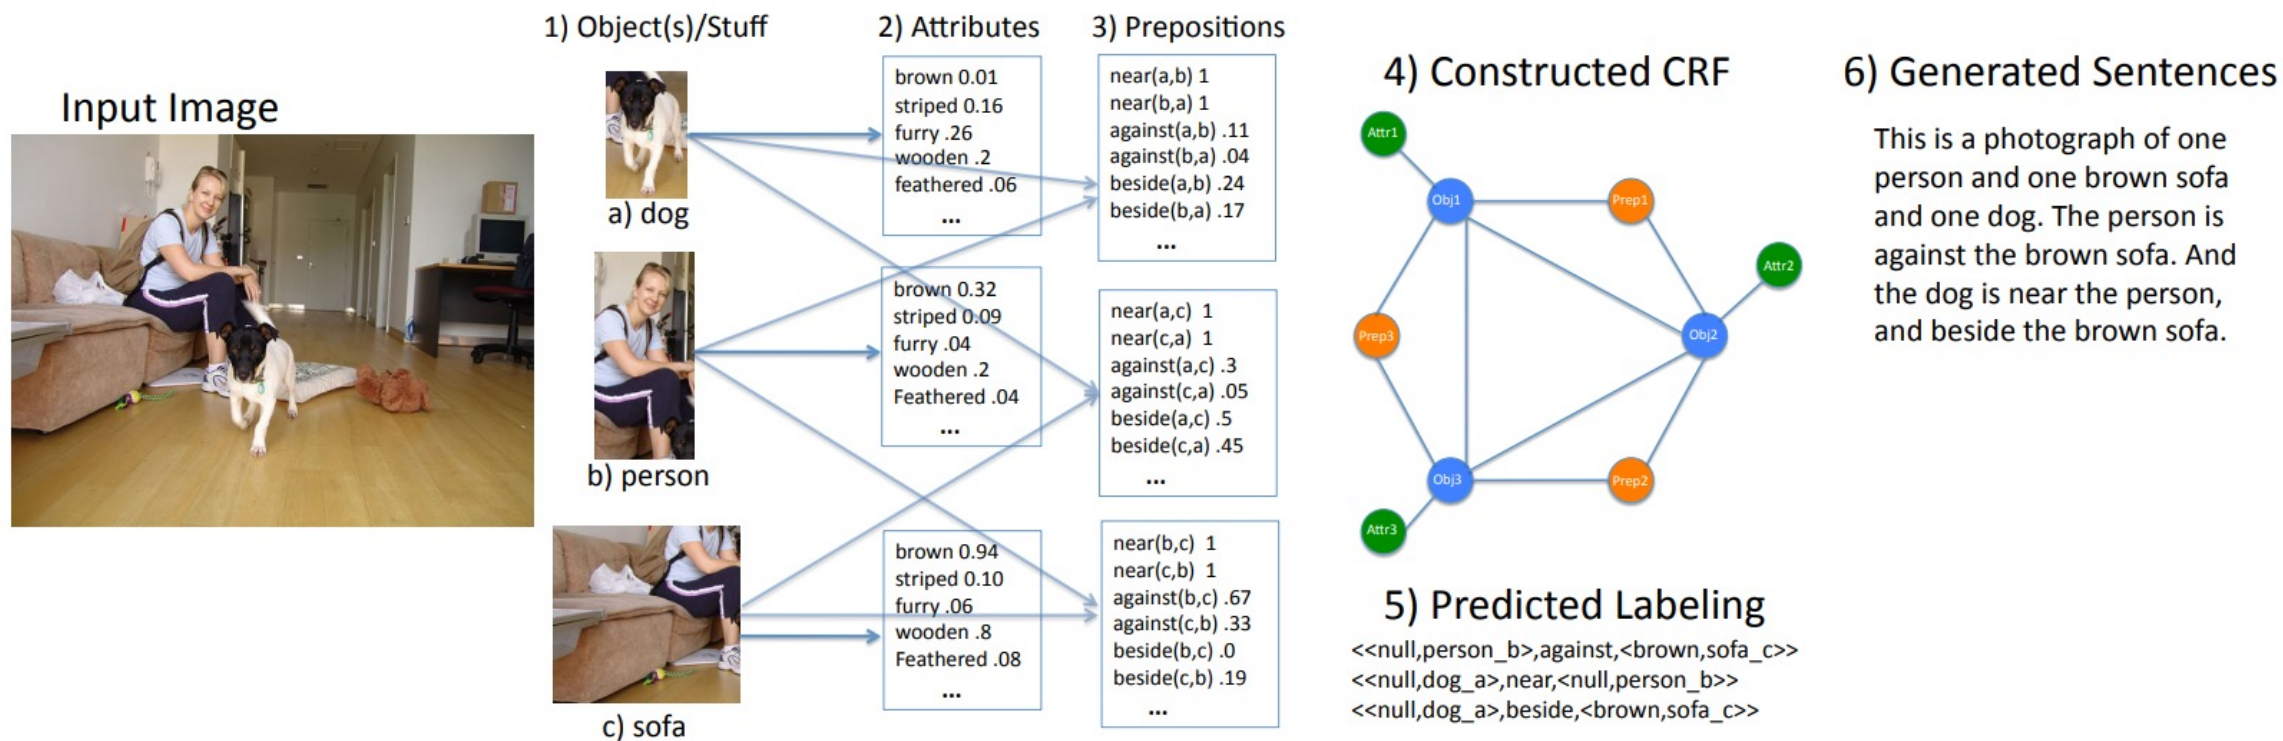 Input Image
1) Object(s)/Stuff
a) dog
b) person
c) sofa
2) Attributes
brown 0.01
striped 0.16
furry .26
wooden .2
feathered .06
...
brown 0.32
striped 0.09
furry .04
wooden .2
Feathered .04
...
brown 0.94
striped 0.10
furry .06
wooden .8
Feathered .08
...
3) Prepositions
near(a,b) 1
near(b,a) 1
against(a,b) .11
against(b,a) .04
beside(a,b) .24
beside(b,a) .17
...
near(a,c) 1
near(c,a) 1
against(a,c) .3
against(c,a) .05
beside(a,c) .5
beside(c,a) .45
...
near(b,c) 1
near(c,b) 1
against(b,c) .67
against(c,b) .33
beside(b,c) .0
beside(c,b) .19
...
4) Constructed CRF
Attr1
Obj1
Prep1
Attr2
Prep3
Obj2
Obj3
Prep2
Attr3
5) Predicted Labeling
<<null,person_b>,against,<brown,sofa_c>>
<<null,dog_a>,near,<null,person_b>>
<<null,dog_a>,beside,<brown,sofa_c>>
6) Generated Sentences
This is a photograph of one
person and one brown sofa
and one dog. The person is
against the brown sofa. And
the dog is near the person,
and beside the brown sofa.